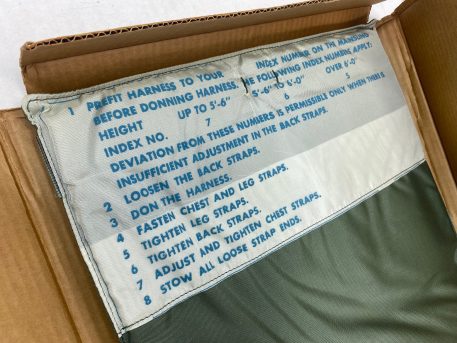 1 PREFIT HARNESS TO YOUR INDEX NUMBER ON THE MAINSLING
BEFORE DONNING HARNESS. THE FOLLOWING INDEX NUMBERS APPLY:
HEIGHT UP TO 5'-6" 5'-6" TO 6'-0" OVER 6'-0"
INDEX NO. 7 6 5
DEVIATION FROM THESE NUMBERS IS PERMISSIBLE ONLY WHEN THERE IS
INSUFFICIENT ADJUSTMENT IN THE BACK STRAPS.
2 LOOSEN THE BACK STRAPS.
3 DON THE HARNESS.
4 FASTEN CHEST AND LEG STRAPS.
5 TIGHTEN LEG STRAPS.
6 TIGHTEN BACK STRAPS.
7 ADJUST AND TIGHTEN CHEST STRAPS.
8 STOW ALL LOOSE STRAP ENDS.